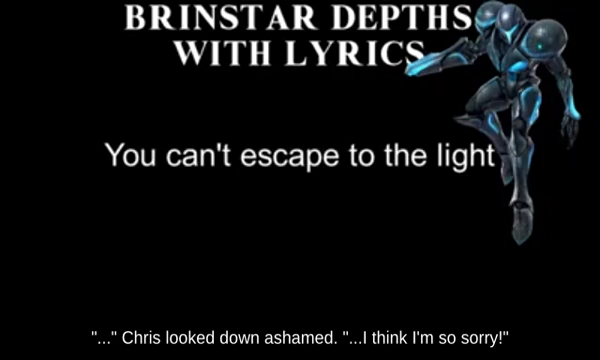 BRINSTAR DEPTHS
WITH LYRICS
You can't escape to the light
"..." Chris looked down ashamed. "...I think I'm so sorry!"